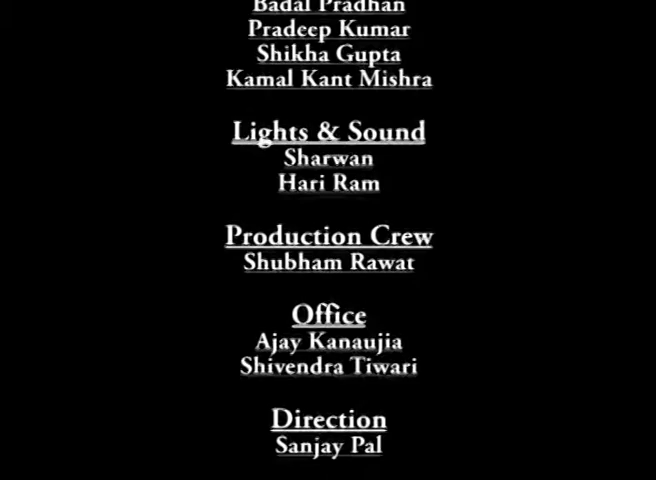 Badal Pradhan
Pradeep Kumar
Shikha Gupta
Kamal Kant Mishra
Lights & Sound
Sharwan
Hari Ram
Production Crew
Shubham Rawat
Office
Ajay Kanaujia
Shivendra Tiwari
Direction
Sanjay Pal